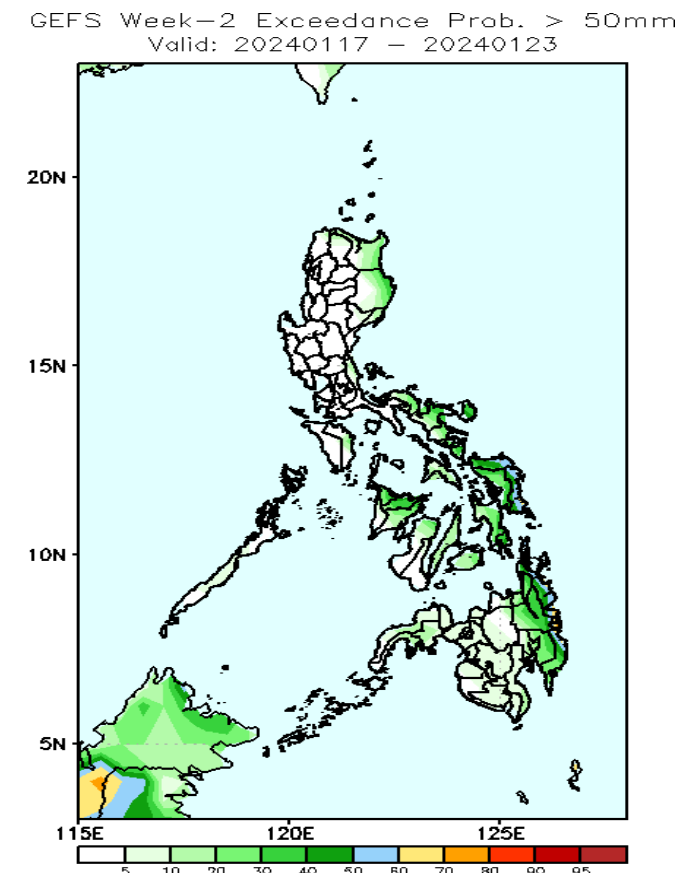 GEFS Week-2 Exceedance Prob. > 50mm
Valid: 20240117 - 20240123
20N
15N
10N
5N
115E 120E 125E
5 10 20 30 40 50 60 70 80 90 95